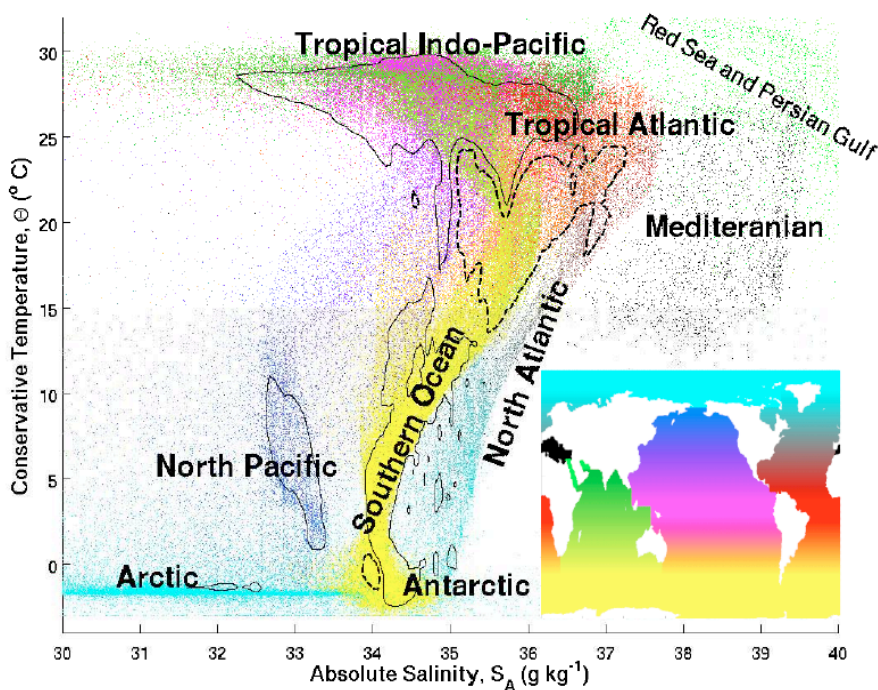 Tropical Indo-Pacific
Red Sea and Persian Gulf
Tropical Atlantic
Mediteranian
Southern Ocean
North Atlantic
North Pacific
Arctic
Antarctic
30
25
20
15
10
5
0
Conservative Temperature, Θ (° C)
30 31 32 33 34 35 36 37 38 39 40
Absolute Salinity, S_A (g kg⁻¹)